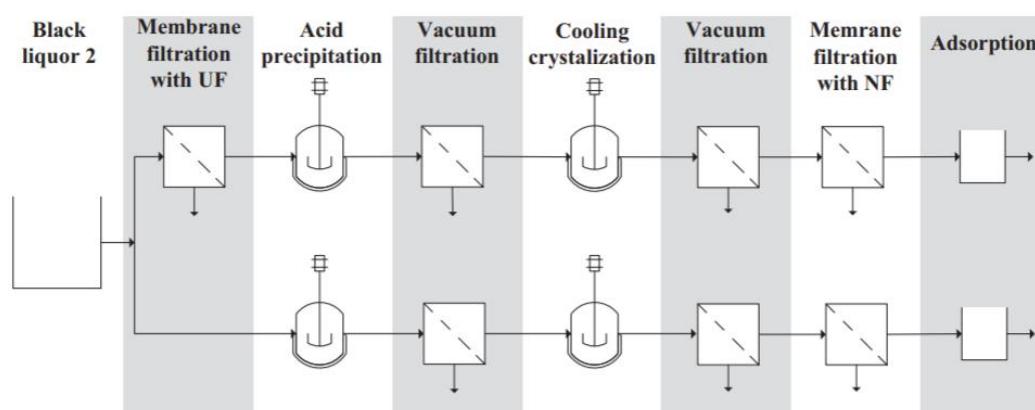 Black
liquor 2
Membrane
filtration
with UF
Acid
precipitation
Vacuum
filtration
Cooling
crystalization
Vacuum
filtration
Memrane
filtration
with NF
Adsorption